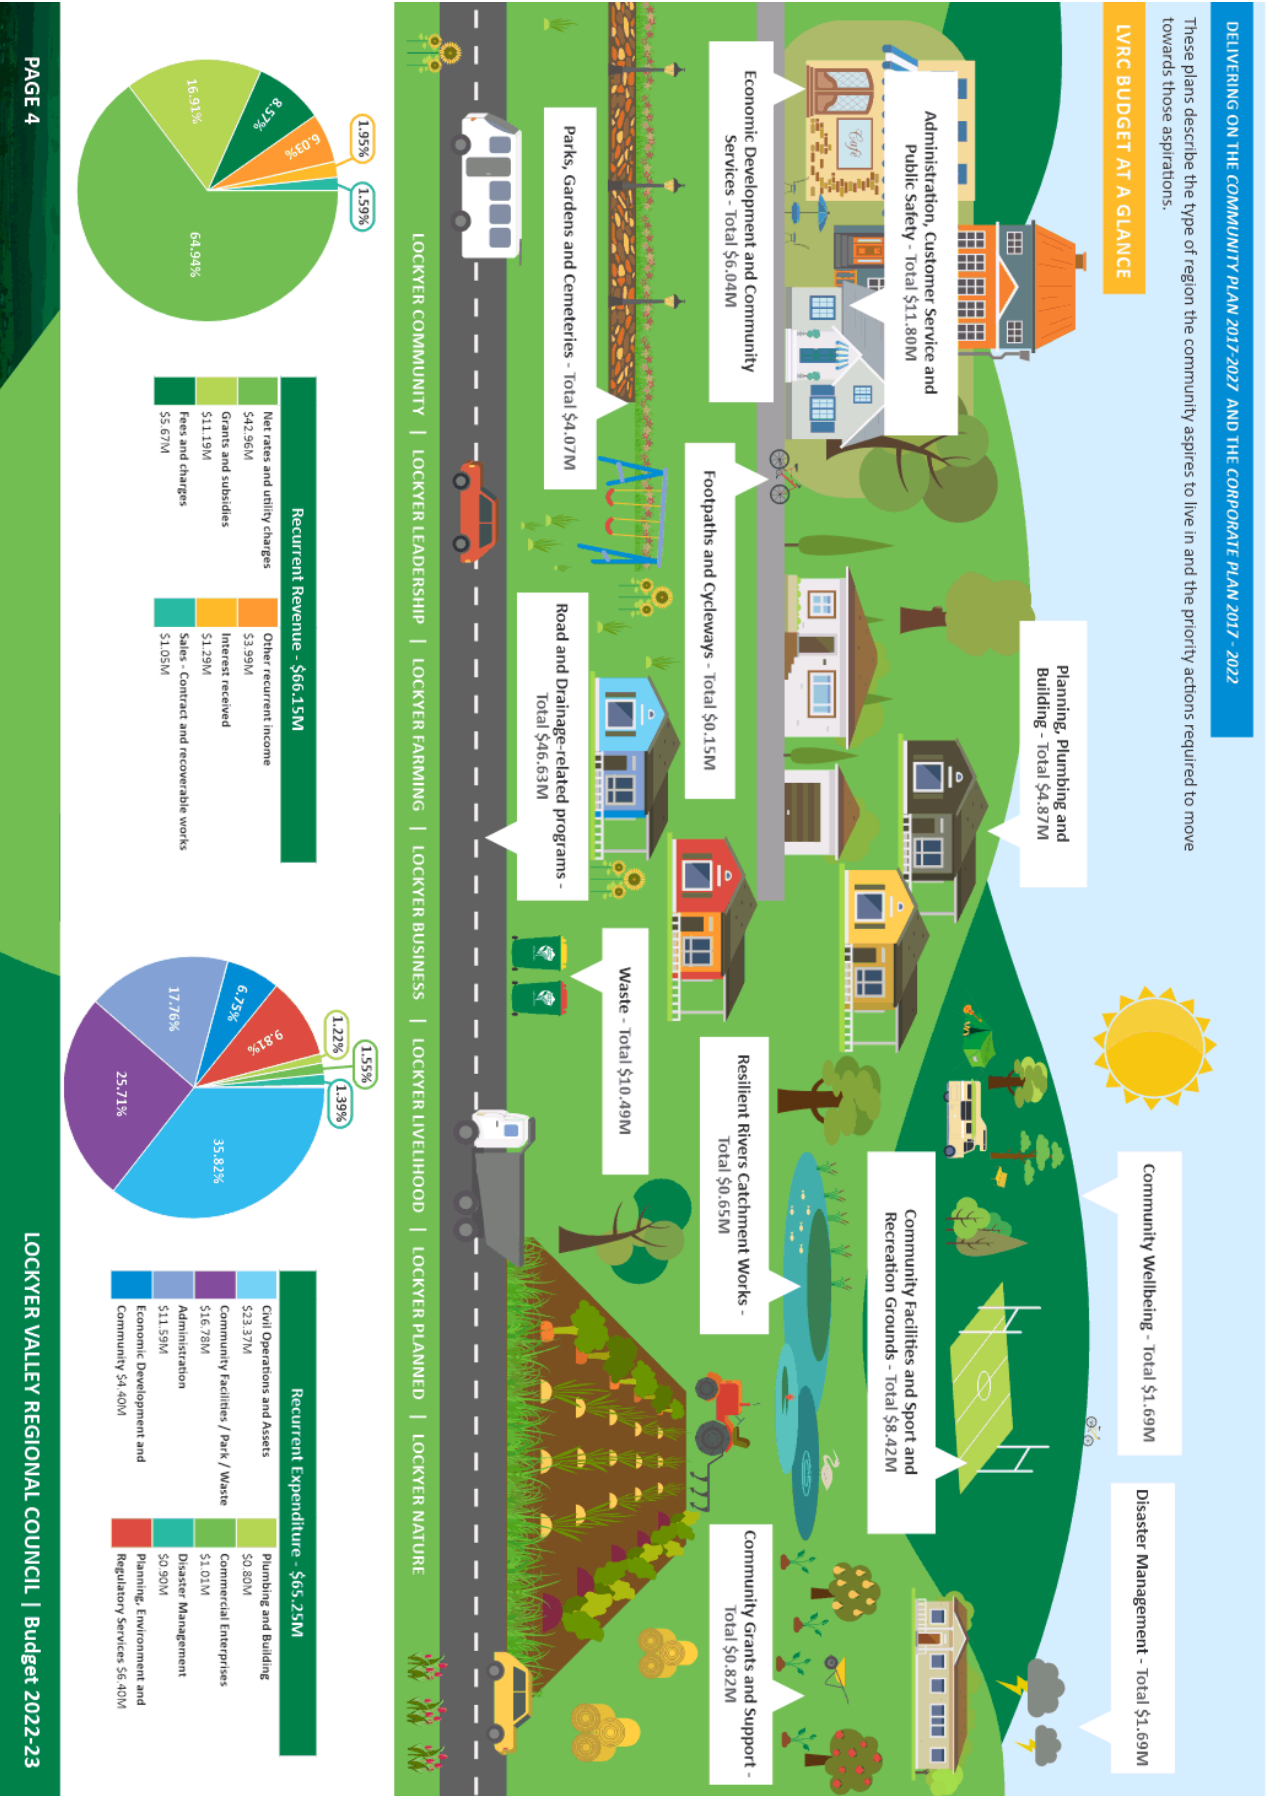 DELIVERING ON THE COMMUNITY PLAN 2017-2027 AND THE CORPORATE PLAN 2017 - 2022
These plans describe the type of region the community aspires to live in and the priority actions required to move
towards those aspirations.
LVRC BUDGET AT A GLANCE
Administration, Customer Service and
Public Safety - Total $11.80M
Café
Economic Development and Community
Services - Total $6.04M
Parks, Gardens and Cemeteries - Total $4.07M
Footpaths and Cycleways - Total $0.15M
Planning, Plumbing and
Building - Total $4.87M
Road and Drainage-related programs -
Total $46.63M
Waste - Total $10.49M
Resilient Rivers Catchment Works -
Total $0.65M
Community Wellbeing - Total $1.69M
Community Facilities and Sport and
Recreation Grounds - Total $8.42M
Disaster Management - Total $1.69M
Community Grants and Support -
Total $0.82M
LOCKYER COMMUNITY | LOCKYER LEADERSHIP | LOCKYER FARMING | LOCKYER BUSINESS | LOCKYER LIVELIHOOD | LOCKYER PLANNED | LOCKYER NATURE
1.95%
1.59%
6.03%
8.57%
16.91%
64.94%
Recurrent Revenue - $66.15M
Net rates and utility charges
$42.96M
Grants and subsidies
$11.19M
Fees and charges
$5.67M
Other recurrent income
$3.99M
Interest received
$1.29M
Sales - Contract and recoverable works
$1.05M
1.55%
1.22%
1.39%
9.81%
6.75%
17.76%
25.71%
35.82%
Recurrent Expenditure - $65.25M
Civil Operations and Assets
$23.37M
Community Facilities / Park / Waste
$16.78M
Administration
$11.59M
Economic Development and
Community $4.40M
Plumbing and Building
$0.80M
Commercial Enterprises
$1.01M
Disaster Management
$0.90M
Planning, Environment and
Regulatory Services $6.40M
PAGE 4
LOCKYER VALLEY REGIONAL COUNCIL | Budget 2022-23